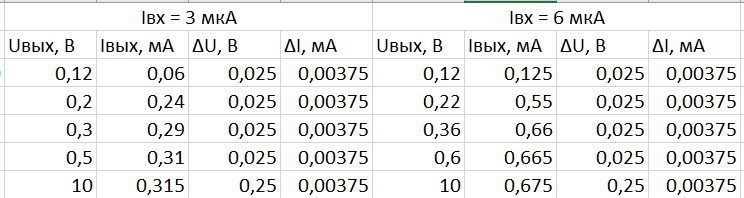 Iвх = 3 мкА Iвх = 6 мкА
Uвых, В Iвых, мА ΔU, В ΔI, мА Uвых, В Iвых, мА ΔU, В ΔI, мА
0,12 0,06 0,025 0,00375 0,12 0,125 0,025 0,00375
0,2 0,24 0,025 0,00375 0,22 0,55 0,025 0,00375
0,3 0,29 0,025 0,00375 0,36 0,66 0,025 0,00375
0,5 0,31 0,025 0,00375 0,6 0,665 0,025 0,00375
10 0,315 0,25 0,00375 10 0,675 0,25 0,00375